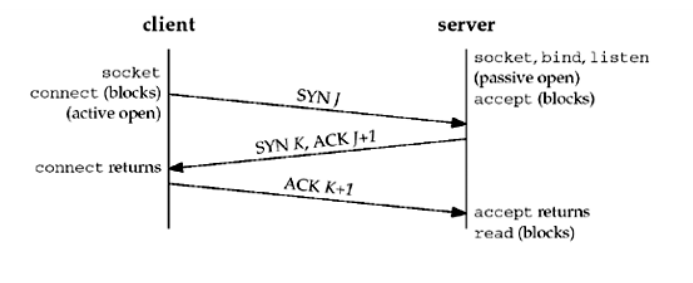 client
server
socket
connect (blocks)
(active open)
socket, bind, listen
(passive open)
accept (blocks)
SYN J
SYN K, ACK J+1
connect returns
ACK K+1
accept returns
read (blocks)